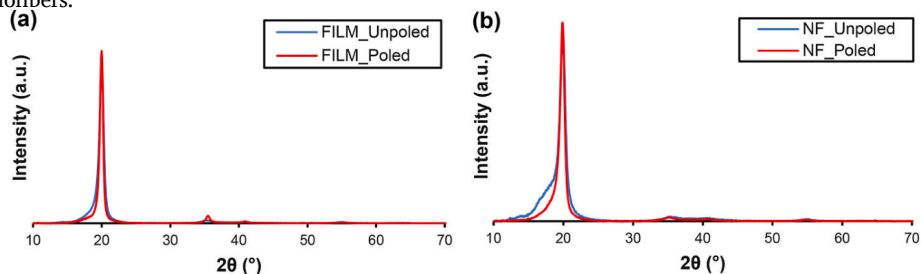 (a)
FILM_Unpoled
FILM_Poled
Intensity (a.u.)
10 20 30 40 50 60 70
2θ (°)
(b)
NF_Unpoled
NF_Poled
Intensity (a.u.)
10 20 30 40 50 60 70
2θ (°)